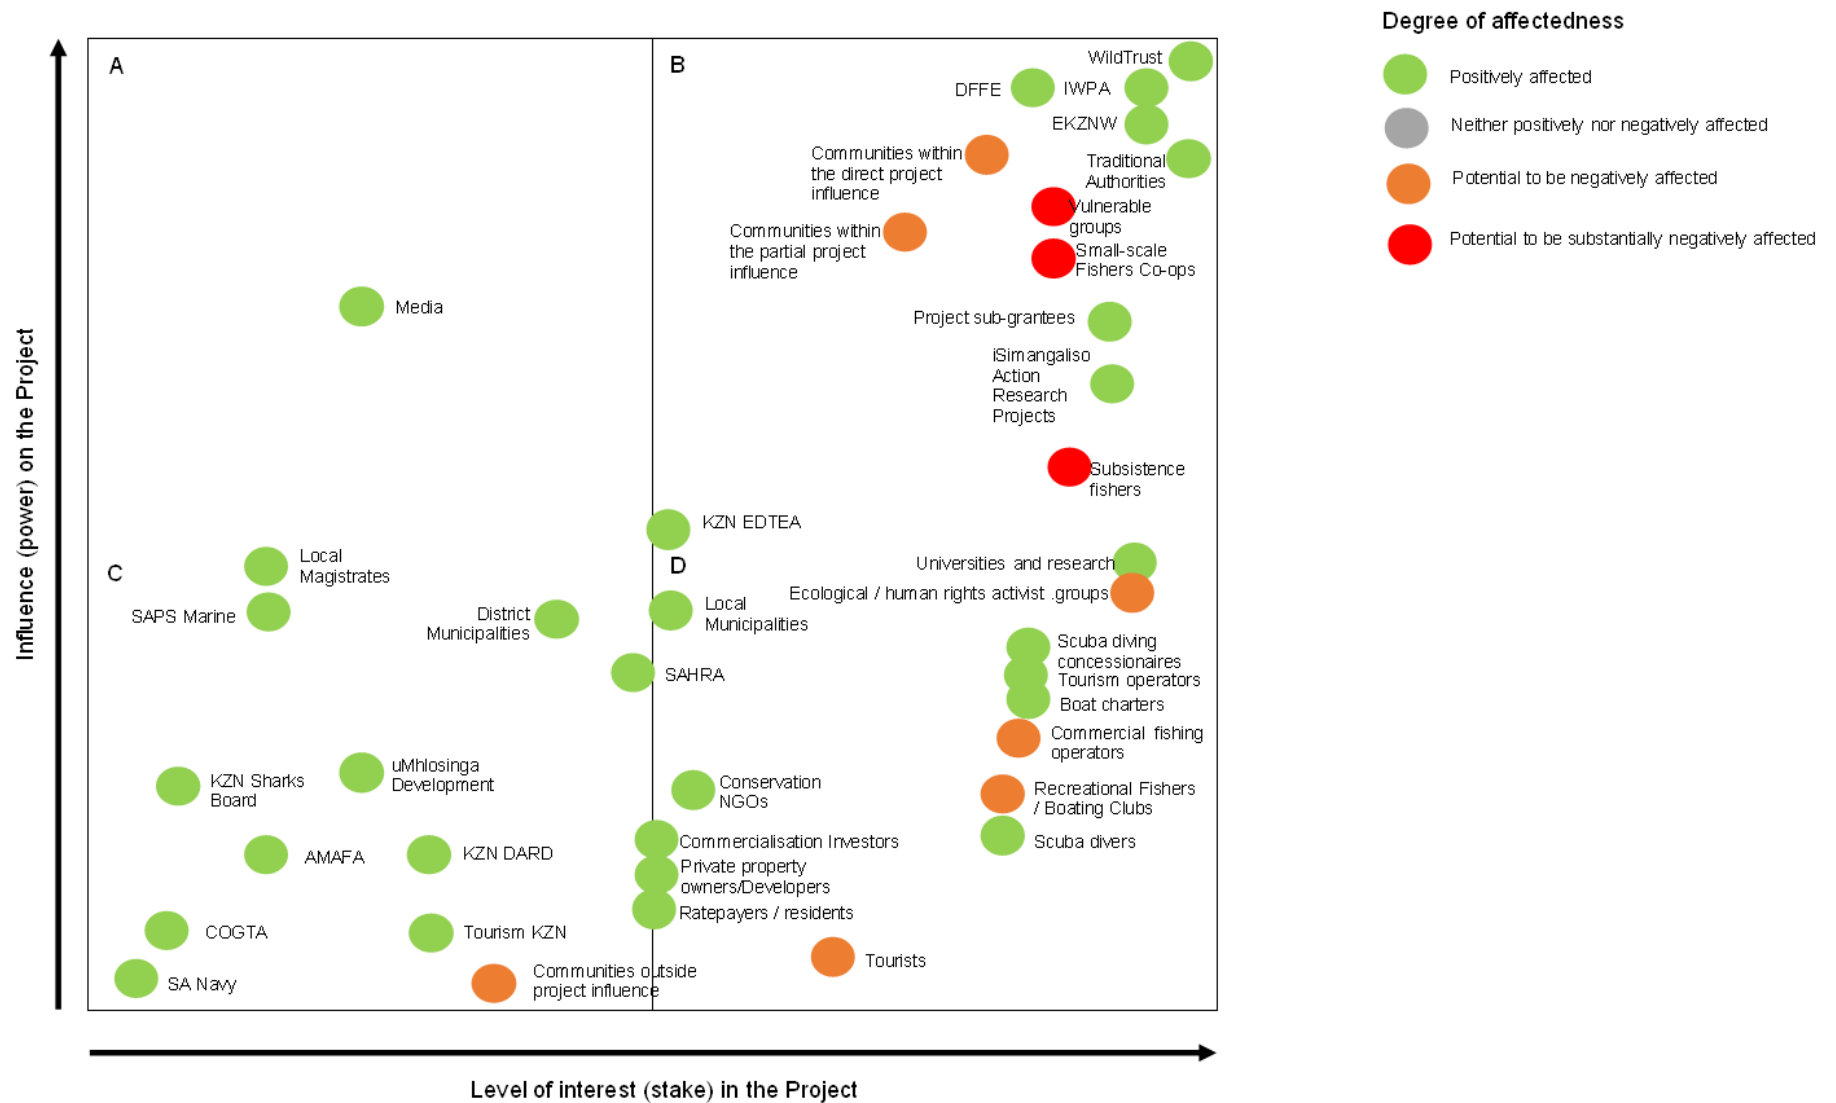 Degree of affectedness
Positively affected
Neither positively nor negatively affected
Potential to be negatively affected
Potential to be substantially negatively affected
A
B
WildTrust
DFFE
IWPA
EKZNW
Communities within
the direct project
influence
Traditional
Authorities
Vulnerable
groups
Communities within
the partial project
influence
Small-scale
Fishers Co-ops
Media
Project sub-grantees
iSimangaliso
Action
Research
Projects
Subsistence
fishers
KZN EDTEA
C
D
Local
Magistrates
Universities and research
Ecological / human rights activist .groups
SAPS Marine
District
Municipalities
Local
Municipalities
SAHRA
Scuba diving
concessionaires
Tourism operators
Boat charters
Commercial fishing
operators
KZN Sharks
Board
uMhlosinga
Development
Conservation
NGOs
Recreational Fishers
/ Boating Clubs
Scuba divers
AMAFA
KZN DARD
Commercialisation Investors
Private property
owners/Developers
Ratepayers / residents
COGTA
Tourism KZN
Tourists
SA Navy
Communities outside
project influence
Influence (power) on the Project
Level of interest (stake) in the Project